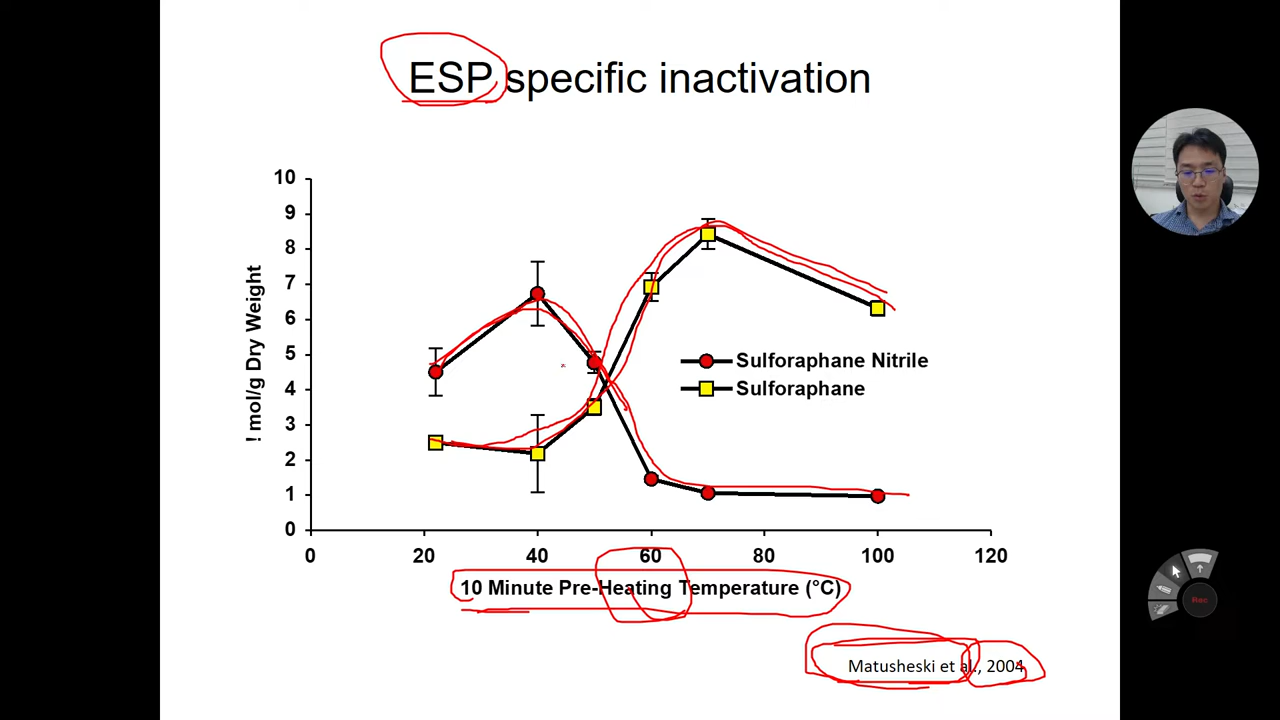 ESP specific inactivation
10
9
8
7
6
5
4
3
2
1
0
! mol/g Dry Weight
Sulforaphane Nitrile
Sulforaphane
0 20 40 60 80 100 120
10 Minute Pre-Heating Temperature (°C)
Matusheski et al., 2004
Rec